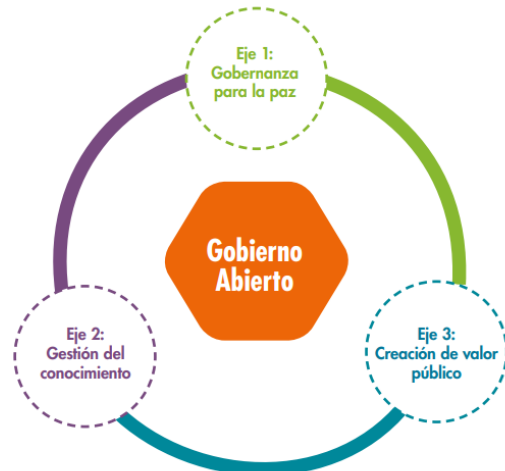 Eje 1:
Gobernanza
para la paz
Gobierno
Abierto
Eje 2:
Gestión del
conocimiento
Eje 3:
Creación de valor
público